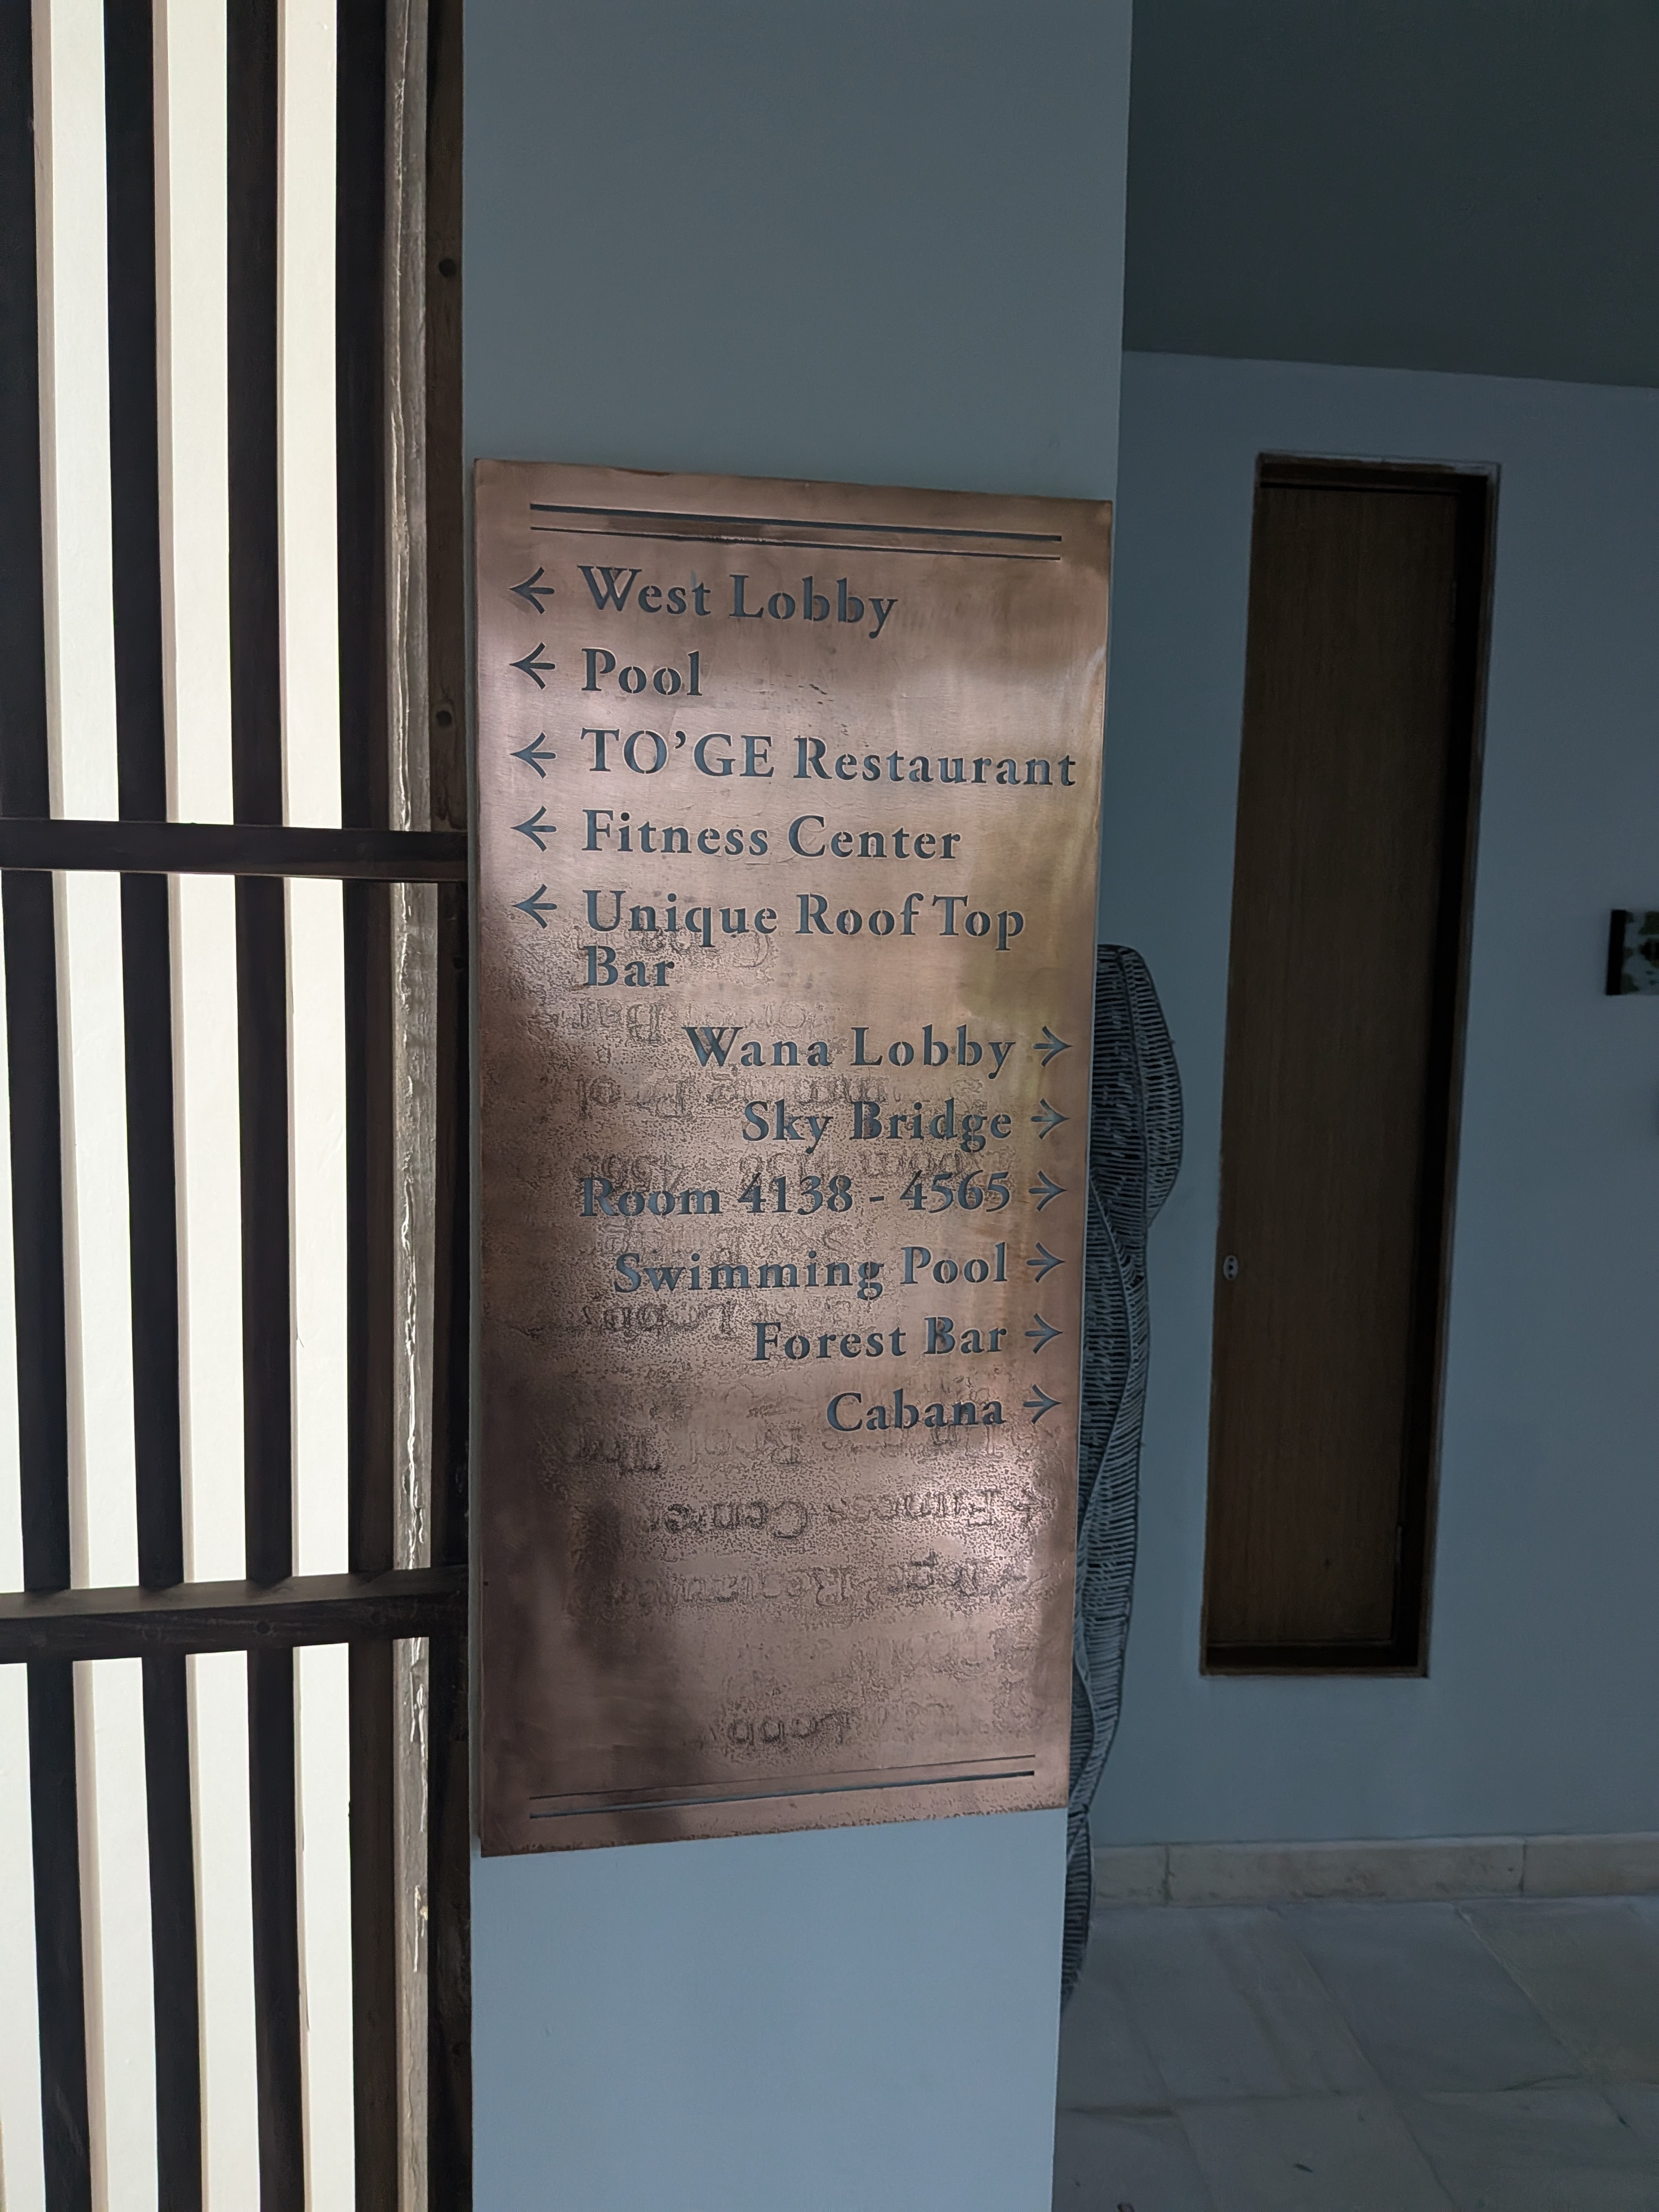 ← West Lobby
← Pool
← TO’GE Restaurant
← Fitness Center
← Unique Roof Top
Bar
Wana Lobby →
Sky Bridge →
Room 4138 - 4565 →
Swimming Pool →
Forest Bar →
Cabana →